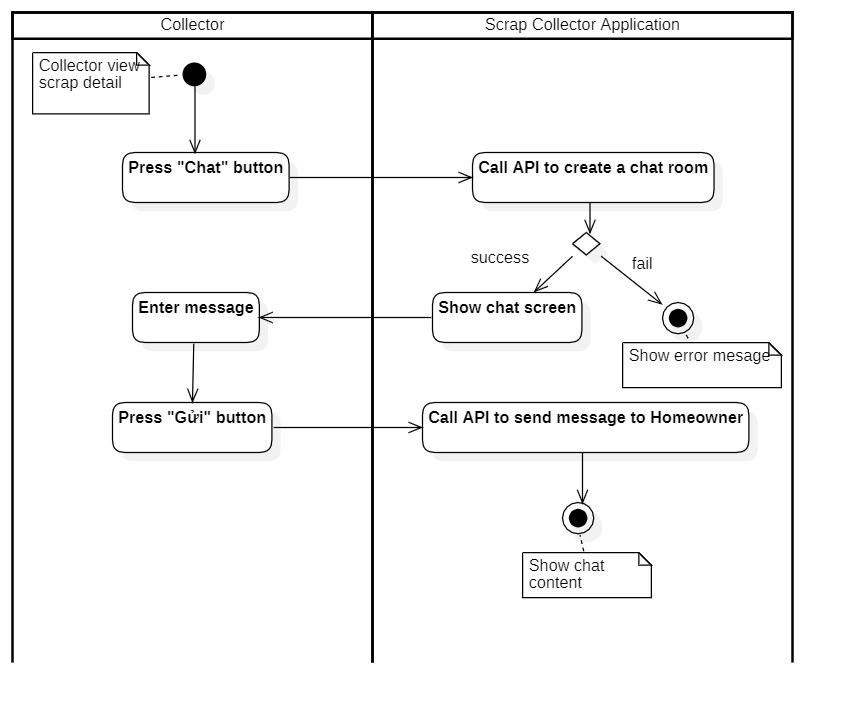 Collector
Scrap Collector Application
Collector view
scrap detail
Press "Chat" button
Call API to create a chat room
success
fail
Enter message
Show chat screen
Show error mesage
Press "Gửi" button
Call API to send message to Homeowner
Show chat
content